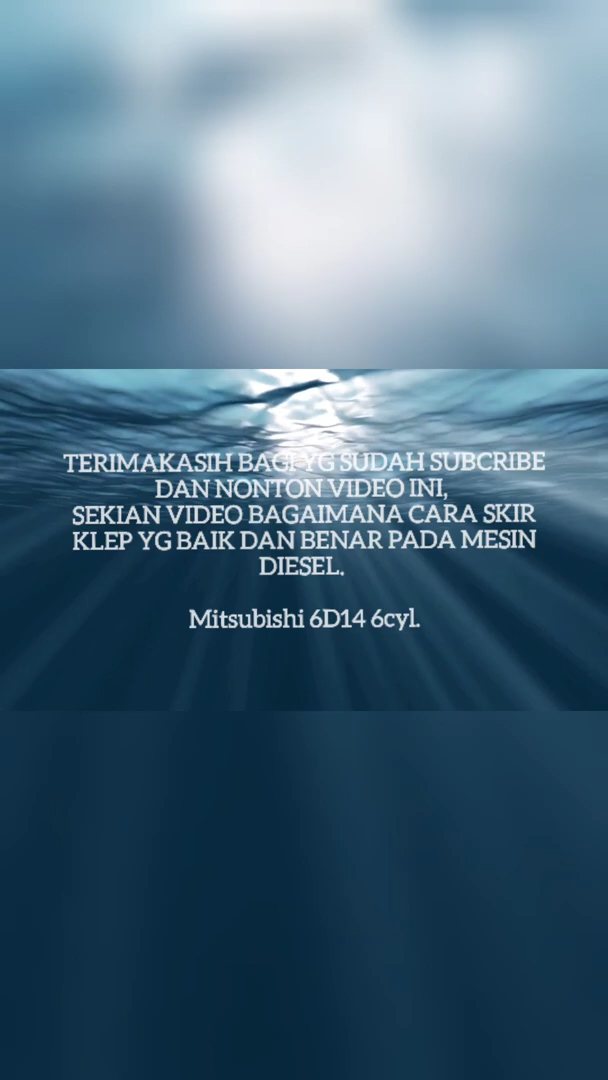 TERIMAKASIH BAGI YG SUDAH SUBCRIBE
DAN NONTON VIDEO INI,
SEKIAN VIDEO BAGAIMANA CARA SKIR
KLEP YG BAIK DAN BENAR PADA MESIN
DIESEL.
Mitsubishi 6D14 6cyl.